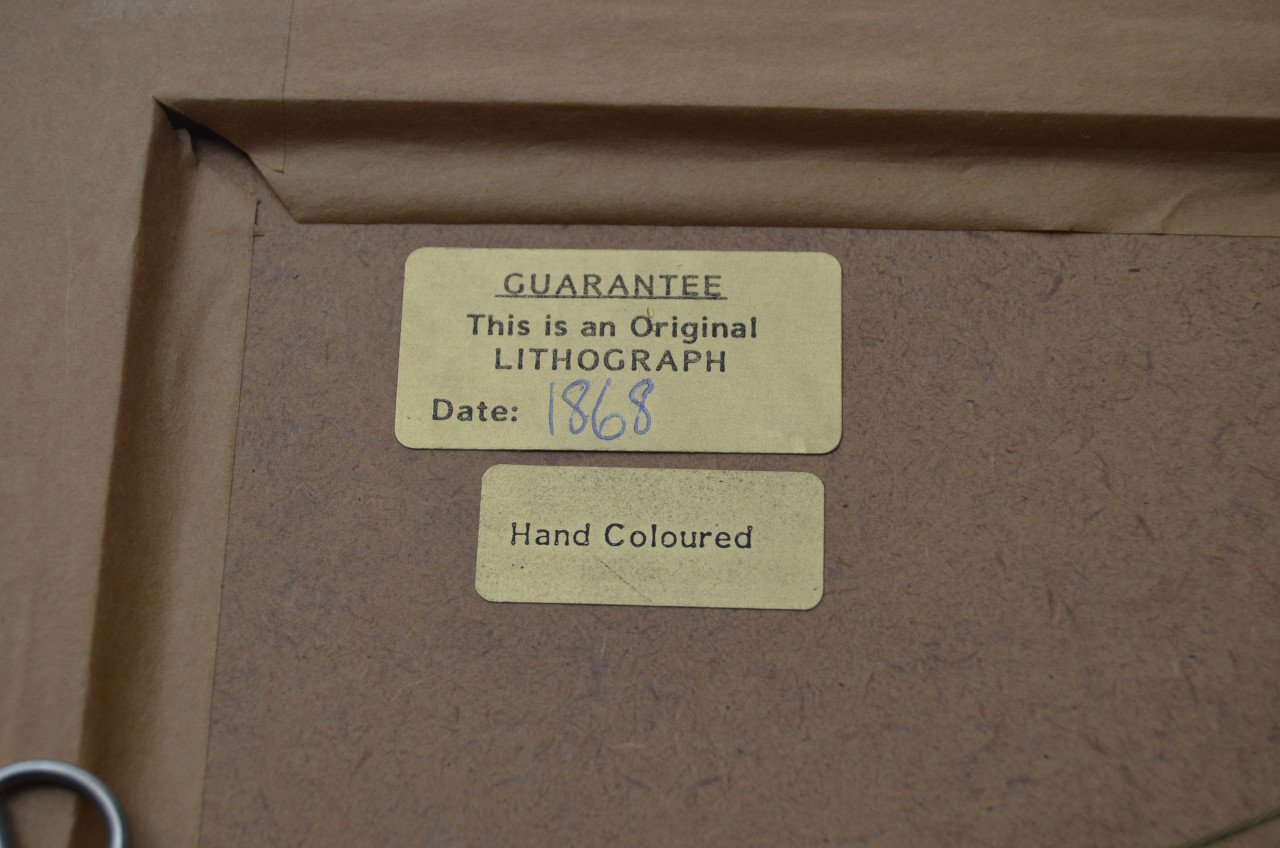 GUARANTEE
This is an Original
LITHOGRAPH
Date: 1868
Hand Coloured